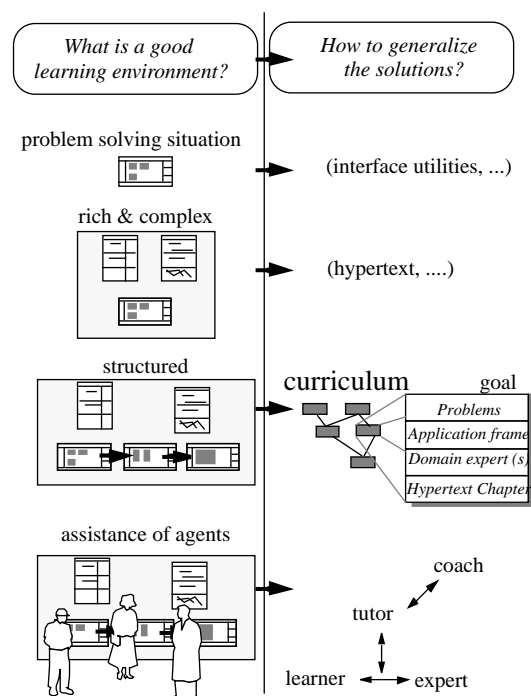 What is a good
learning environment?
How to generalize
the solutions?
problem solving situation
(interface utilities, ...)
rich & complex
(hypertext, ....)
structured
curriculum
goal
Problems
Application frame
Domain expert (s)
Hypertext Chapter
assistance of agents
coach
tutor
learner
expert